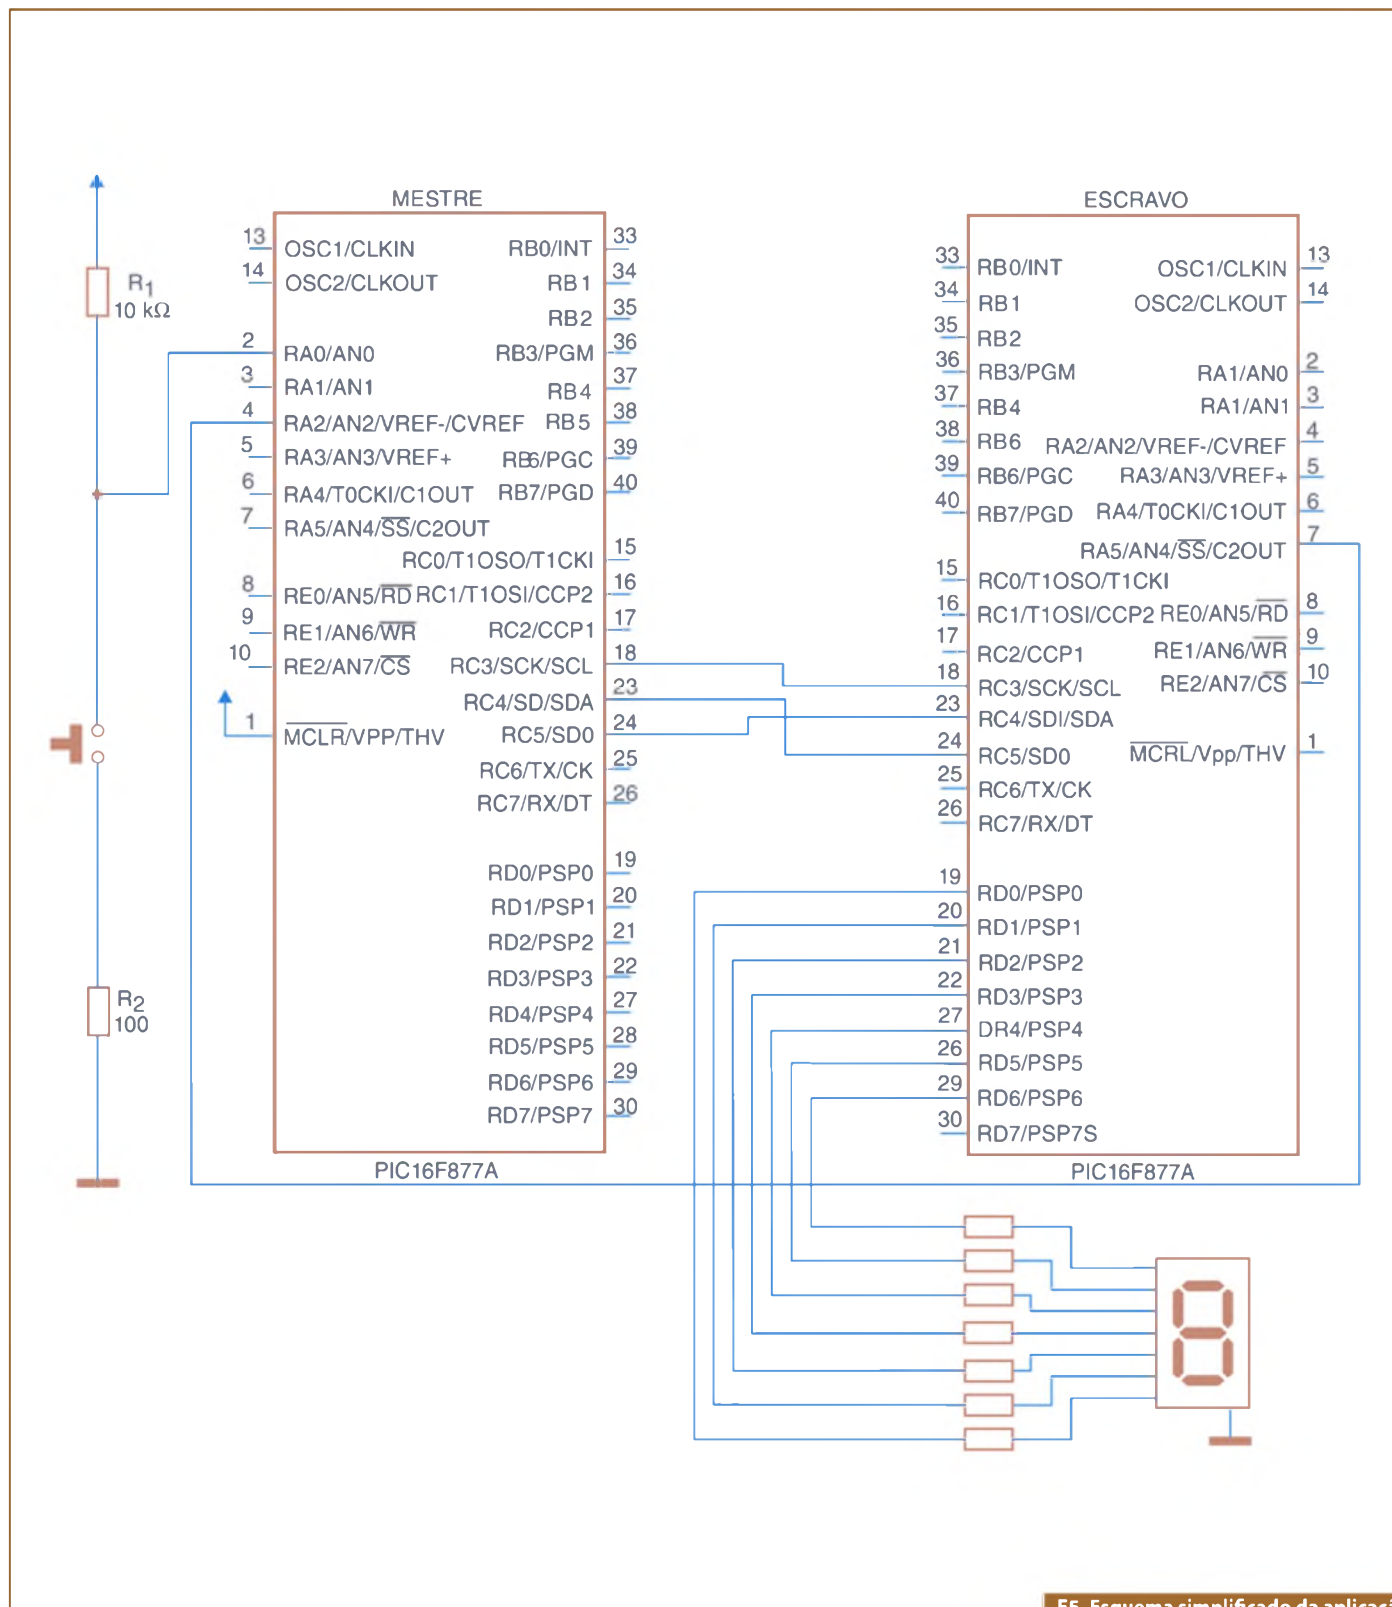 MESTRE
ESCRAVO
R1
10 kΩ
R2
100
13 OSC1/CLKIN
14 OSC2/CLKOUT
2 RA0/AN0
3 RA1/AN1
4 RA2/AN2/VREF-/CVREF
5 RA3/AN3/VREF+
6 RA4/T0CKI/C1OUT
7 RA5/AN4/SS/C2OUT
8 RE0/AN5/RD
9 RE1/AN6/WR
10 RE2/AN7/CS
1 MCLR/VPP/THV
RB0/INT 33
RB1 34
RB2 35
RB3/PGM 36
RB4 37
RB5 38
RB6/PGC 39
RB7/PGD 40
RC0/T1OSO/T1CKI 15
RC1/T1OSI/CCP2 16
RC2/CCP1 17
RC3/SCK/SCL 18
RC4/SD/SDA 23
RC5/SD0 24
RC6/TX/CK 25
RC7/RX/DT 26
RD0/PSP0 19
RD1/PSP1 20
RD2/PSP2 21
RD3/PSP3 22
RD4/PSP4 27
RD5/PSP5 28
RD6/PSP6 29
RD7/PSP7 30
PIC16F877A
33 RB0/INT
34 RB1
35 RB2
36 RB3/PGM
37 RB4
38 RB6
39 RB6/PGC
40 RB7/PGD
15 RC0/T1OSO/T1CKI
16 RC1/T1OSI/CCP2
17 RC2/CCP1
18 RC3/SCK/SCL
23 RC4/SDI/SDA
24 RC5/SD0
25 RC6/TX/CK
26 RC7/RX/DT
19 RD0/PSP0
20 RD1/PSP1
21 RD2/PSP2
22 RD3/PSP3
27 DR4/PSP4
26 RD5/PSP5
29 RD6/PSP6
30 RD7/PSP7S
OSC1/CLKIN 13
OSC2/CLKOUT 14
RA1/AN0 2
RA1/AN1 3
RA2/AN2/VREF-/CVREF 4
RA3/AN3/VREF+ 5
RA4/T0CKI/C1OUT 6
RA5/AN4/SS/C2OUT 7
RE0/AN5/RD 8
RE1/AN6/WR 9
RE2/AN7/CS 10
MCRL/Vpp/THV 1
PIC16F877A
Esquema simplificado da